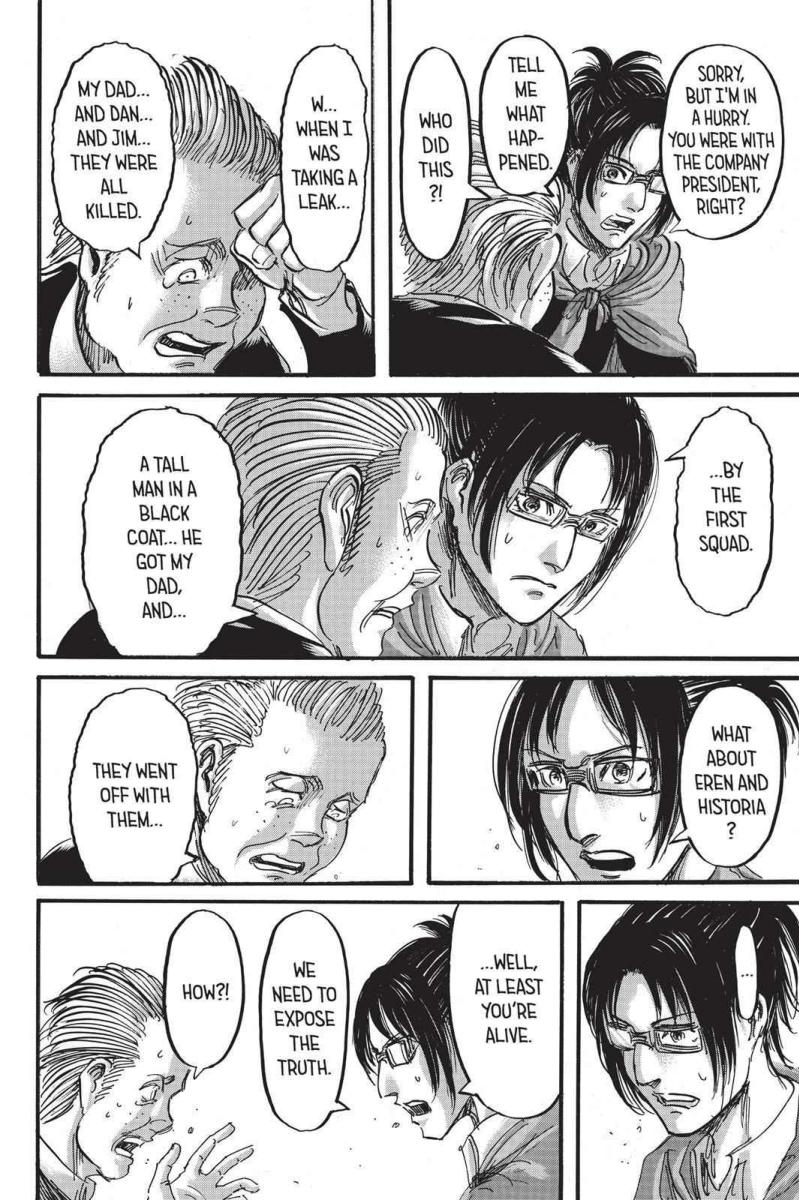 SORRY,
BUT I'M IN
A HURRY.
YOU WERE WITH
THE COMPANY
PRESIDENT,
RIGHT?
TELL
ME
WHAT
HAP-
PENED.
WHO
DID
THIS
?!
W...
WHEN I
WAS
TAKING A
LEAK...
MY DAD...
AND DAN...
AND JIM...
THEY WERE
ALL
KILLED.
...BY
THE
FIRST
SQUAD.
A TALL
MAN IN A
BLACK
COAT... HE
GOT MY
DAD,
AND...
WHAT
ABOUT
EREN AND
HISTORIA
?
THEY WENT
OFF WITH
THEM...
...
...WELL,
AT LEAST
YOU'RE
ALIVE.
WE
NEED TO
EXPOSE
THE
TRUTH.
HOW?!